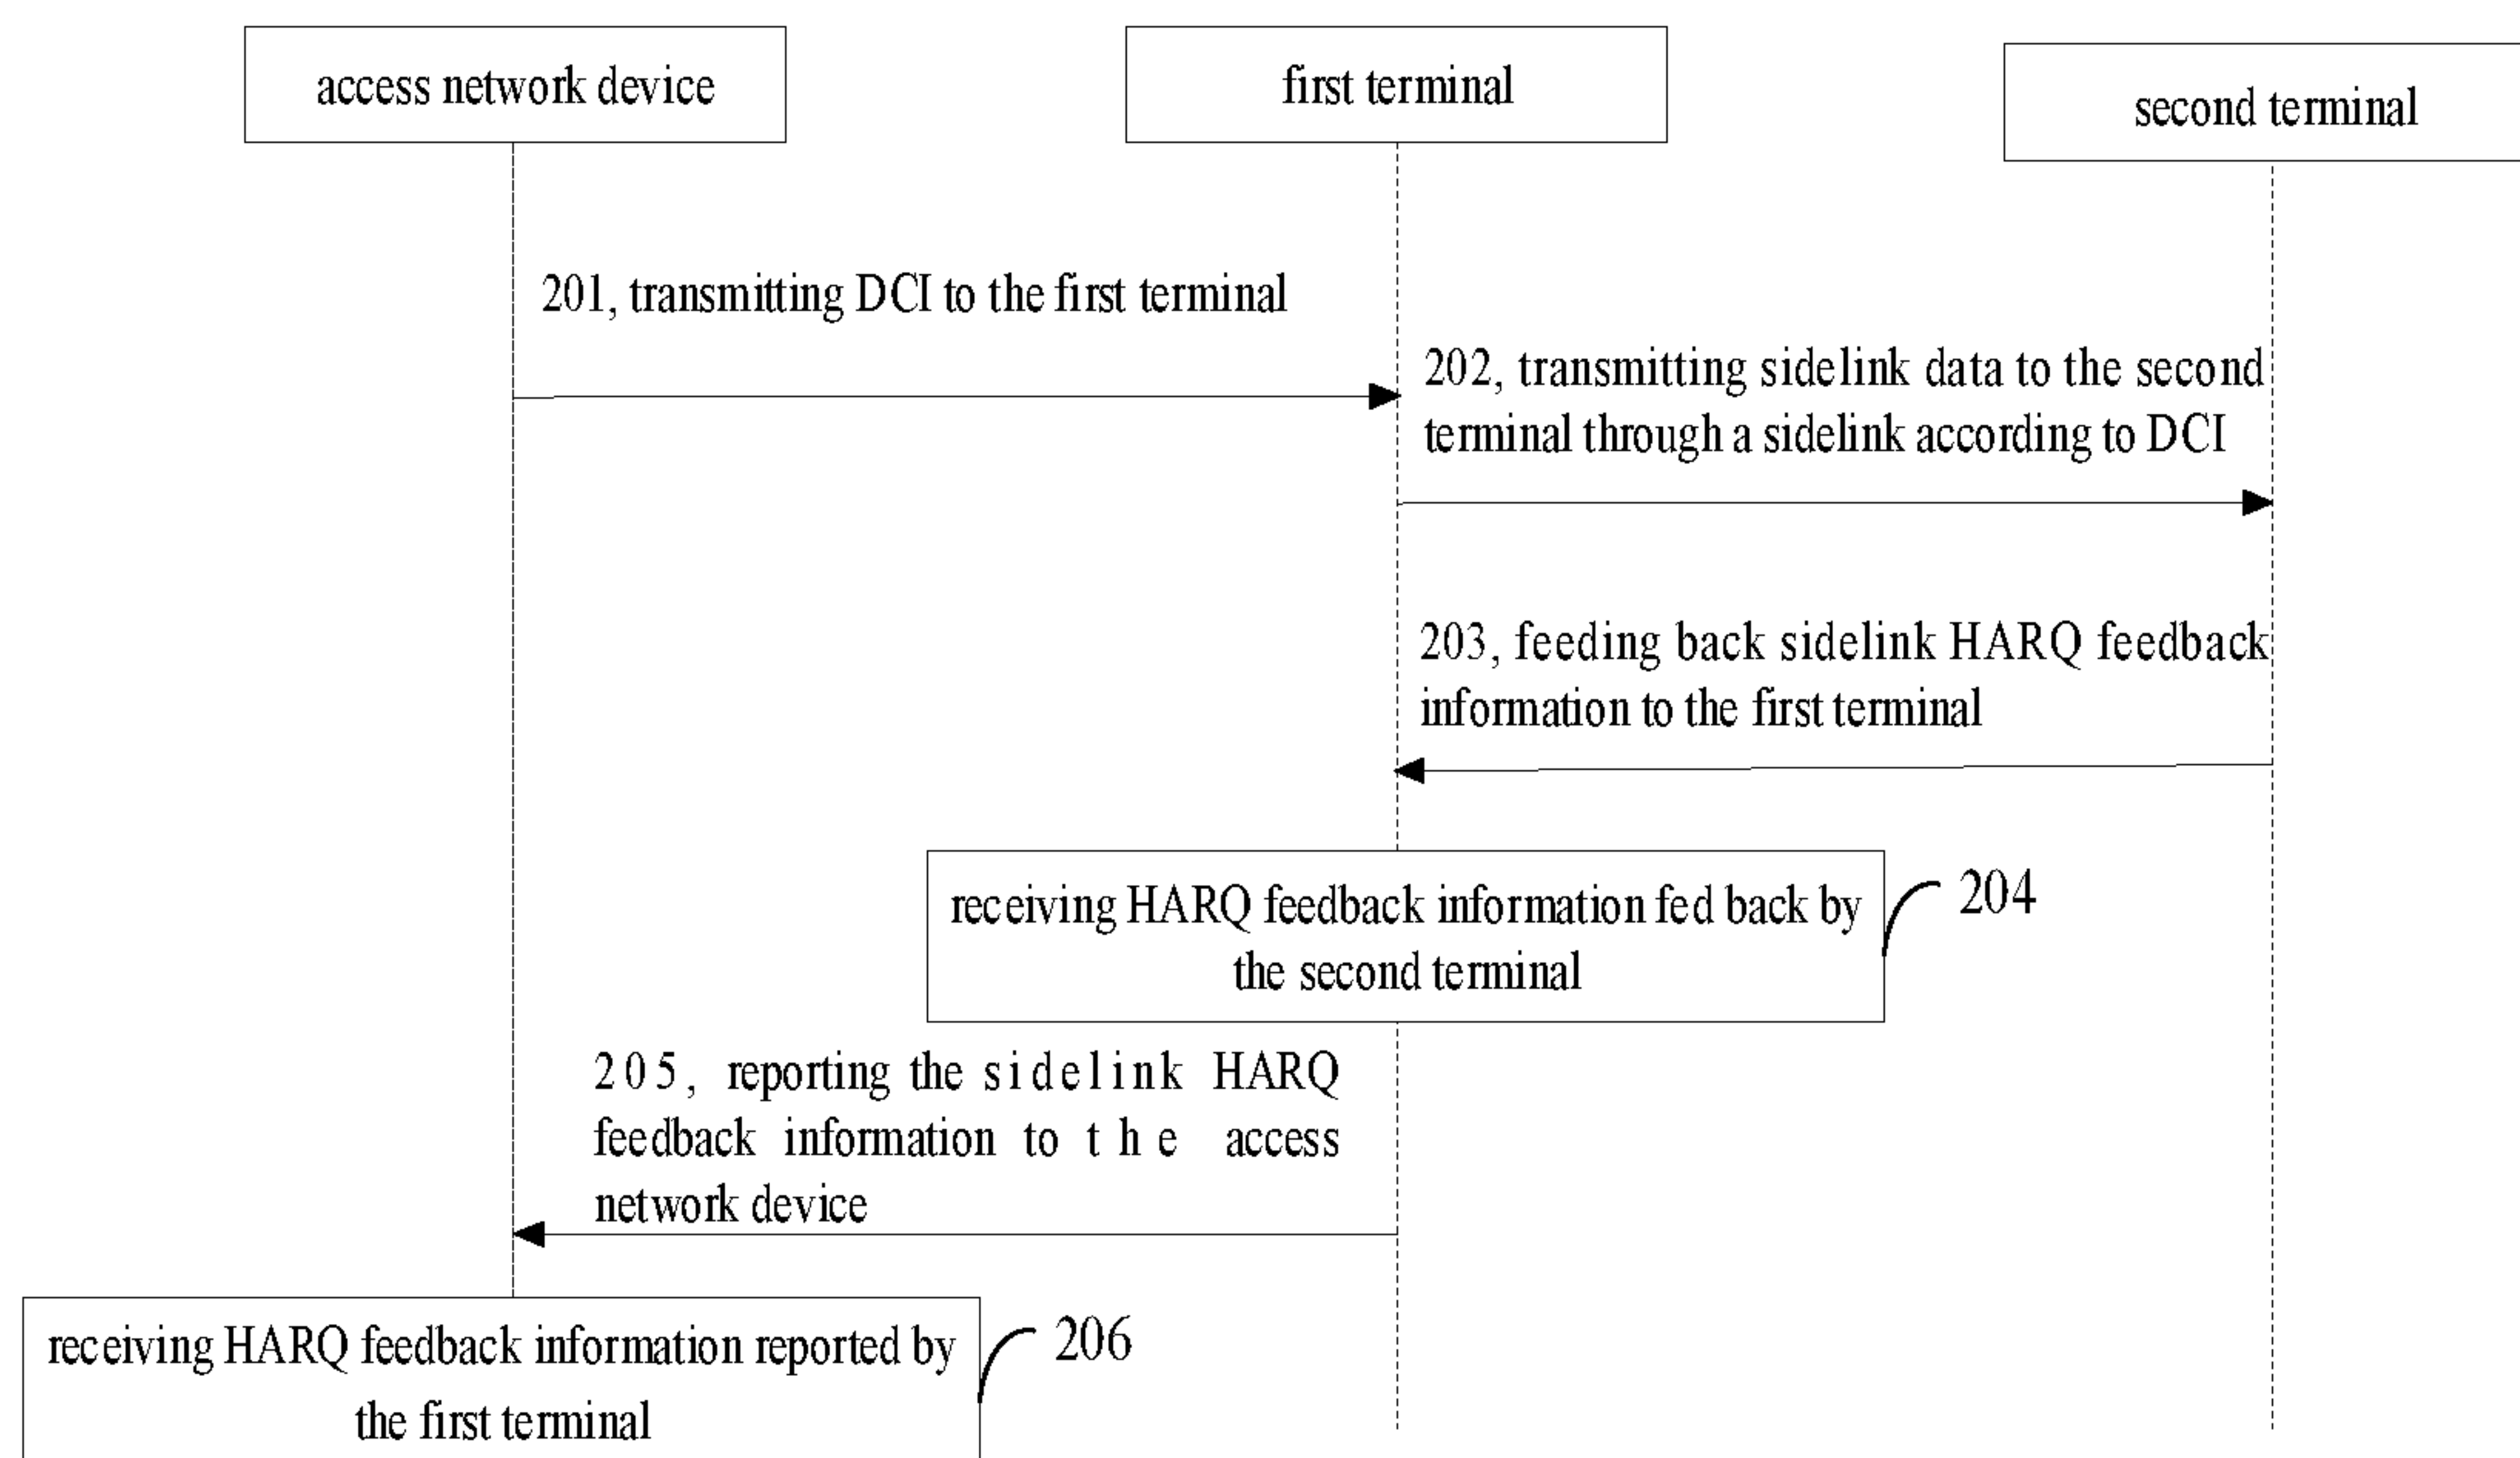 access network device
first terminal
second terminal
201, transmitting DCI to the first terminal
202, transmitting sidelink data to the second
terminal through a sidelink according to DCI
203, feeding back sidelink HARQ feedback
information to the first terminal
receiving HARQ feedback information fed back by
the second terminal
204
205, reporting the sidelink HARQ
feedback information to the access
network device
receiving HARQ feedback information reported by
the first terminal
206